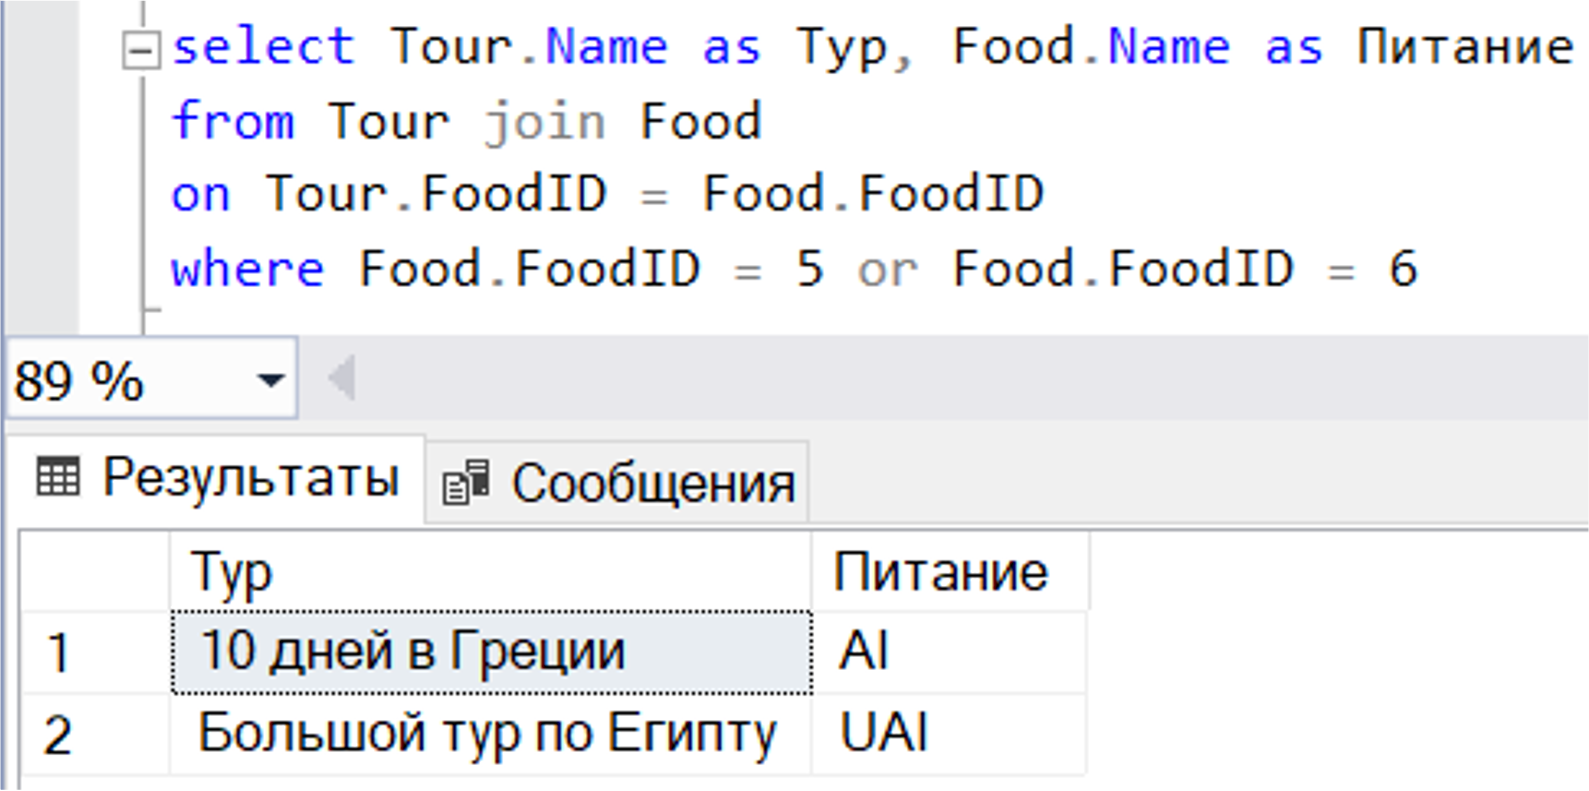 select Tour.Name as Тур, Food.Name as Питание
from Tour join Food
on Tour.FoodID = Food.FoodID
where Food.FoodID = 5 or Food.FoodID = 6
89 %
Результаты Сообщения
Тур Питание
1 10 дней в Греции AI
2 Большой тур по Египту UAI